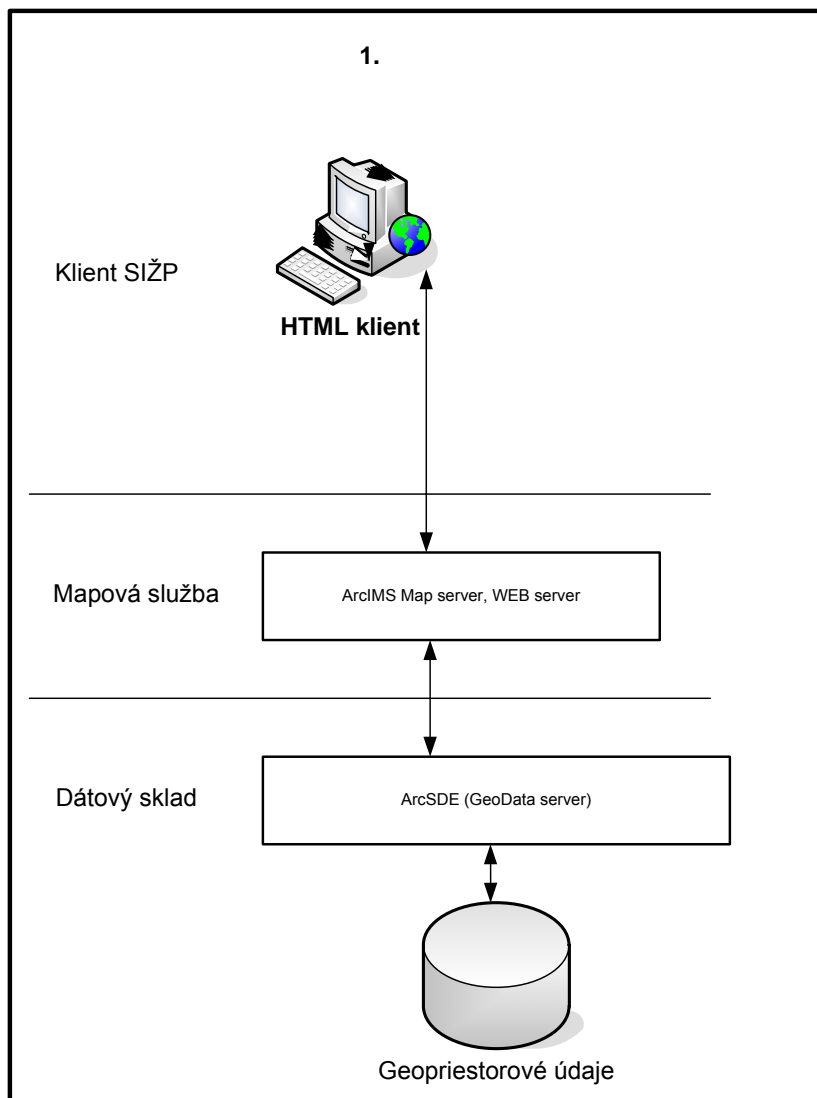 1.
Klient SIŽP
HTML klient
Mapová služba
ArcIMS Map server, WEB server
Dátový sklad
ArcSDE (GeoData server)
Geopriestorové údaje